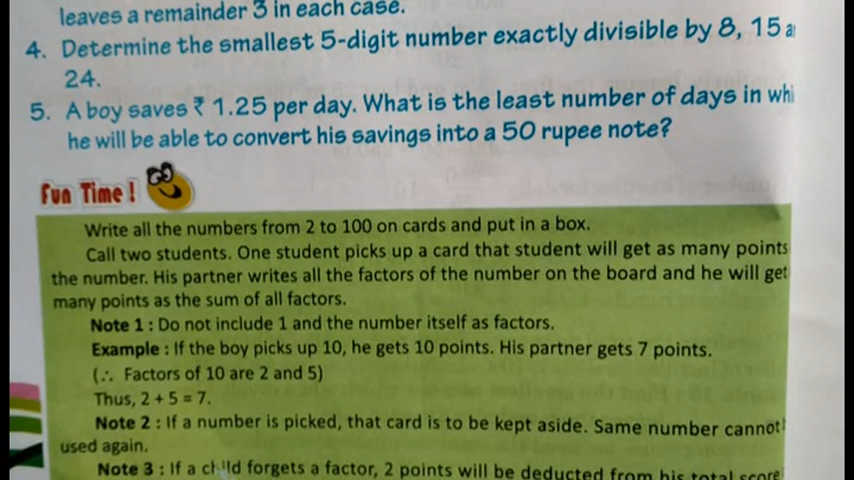 leaves a remainder 3 in each case.
4. Determine the smallest 5-digit number exactly divisible by 8, 15 a
24.
5. A boy saves ₹ 1.25 per day. What is the least number of days in whi
he will be able to convert his savings into a 50 rupee note?
Fun Time !
Write all the numbers from 2 to 100 on cards and put in a box.
Call two students. One student picks up a card that student will get as many points
the number. His partner writes all the factors of the number on the board and he will get
many points as the sum of all factors.
Note 1 : Do not include 1 and the number itself as factors.
Example : If the boy picks up 10, he gets 10 points. His partner gets 7 points.
(∴ Factors of 10 are 2 and 5)
Thus, 2 + 5 = 7.
Note 2 : If a number is picked, that card is to be kept aside. Same number cannot
used again.
Note 3 : If a child forgets a factor, 2 points will be deducted from his total score